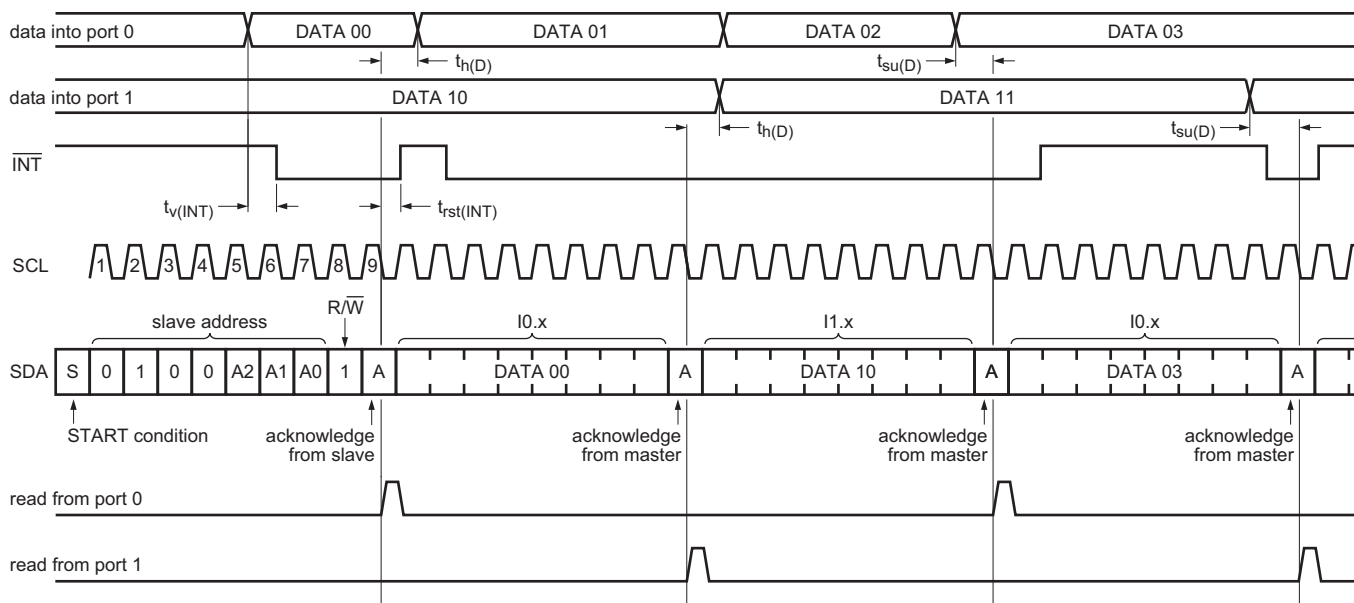 data into port 0 DATA 00 DATA 01 DATA 02 DATA 03
th(D) tsu(D)
data into port 1 DATA 10 DATA 11
th(D) tsu(D)
INT
tv(INT) trst(INT)
SCL 1 2 3 4 5 6 7 8 9
R/W
slave address I0.x I1.x I0.x
SDA S 0 1 0 0 A2 A1 A0 1 A DATA 00 A DATA 10 A DATA 03 A
START condition acknowledge acknowledge acknowledge acknowledge
from slave from master from master from master
read from port 0
read from port 1